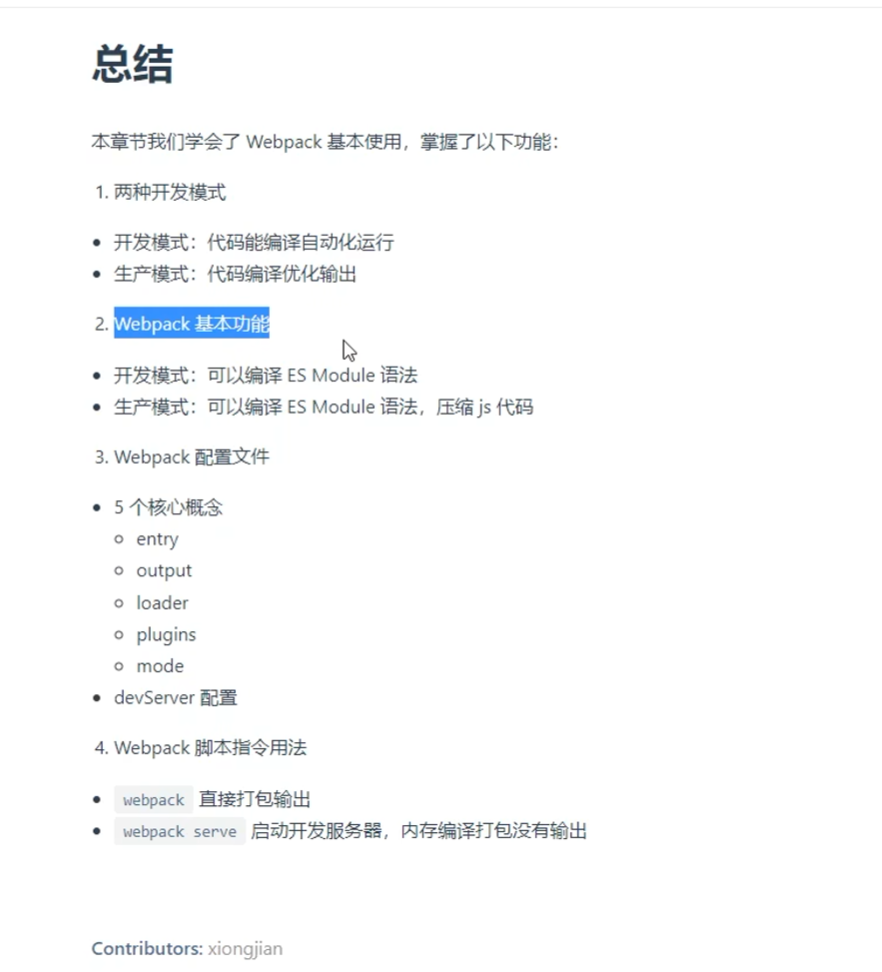 总结
本章节我们学会了 Webpack 基本使用，掌握了以下功能：
1. 两种开发模式
开发模式：代码能编译自动化运行
生产模式：代码编译优化输出
2. Webpack 基本功能
开发模式：可以编译 ES Module 语法
生产模式：可以编译 ES Module 语法，压缩 js 代码
3. Webpack 配置文件
5 个核心概念
entry
output
loader
plugins
mode
devServer 配置
4. Webpack 脚本指令用法
webpack 直接打包输出
webpack serve 启动开发服务器，内存编译打包没有输出
Contributors: xiongjian